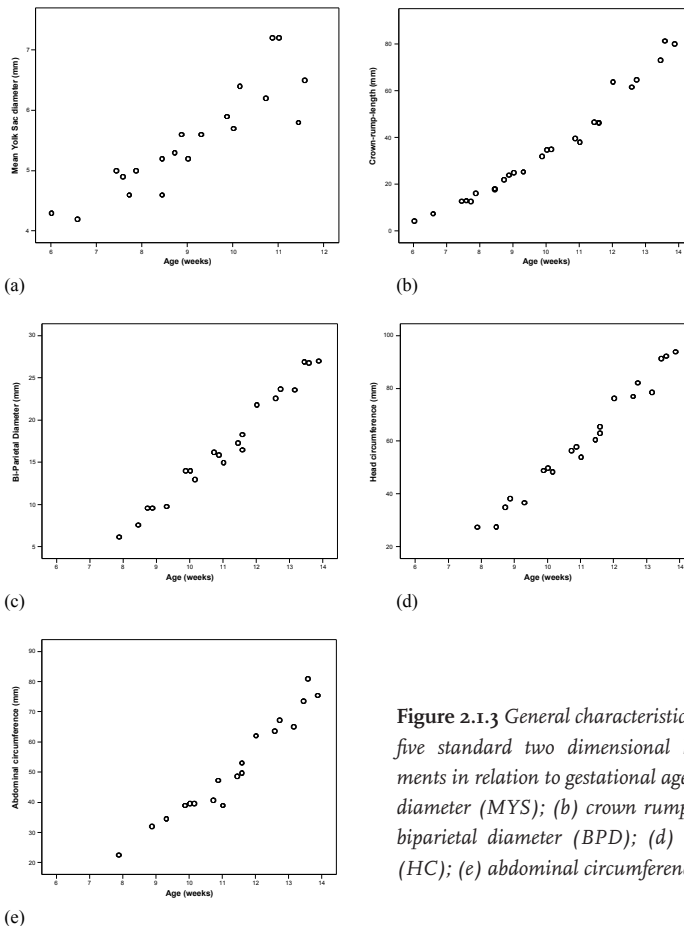 7
6
5
4
Mean Yolk Sac diameter (mm)
6 7 8 9 10 11 12
Age (weeks)
(a)
80
60
40
20
0
Crown-rump-length (mm)
6 7 8 9 10 11 12 13 14
Age (weeks)
(b)
30
25
20
15
10
5
Bi-Parietal Diameter (mm)
6 7 8 9 10 11 12 13 14
Age (weeks)
(c)
100
80
60
40
20
Head circumference (mm)
6 7 8 9 10 11 12 13 14
Age (weeks)
(d)
90
80
70
60
50
40
30
20
Abdominal circumference (mm)
6 7 8 9 10 11 12 13 14
Age (weeks)
(e)
Figure 2.1.3 General characteristic
five standard two dimensional
ments in relation to gestational age
diameter (MYS); (b) crown rump
biparietal diameter (BPD); (d)
(HC); (e) abdominal circumferen